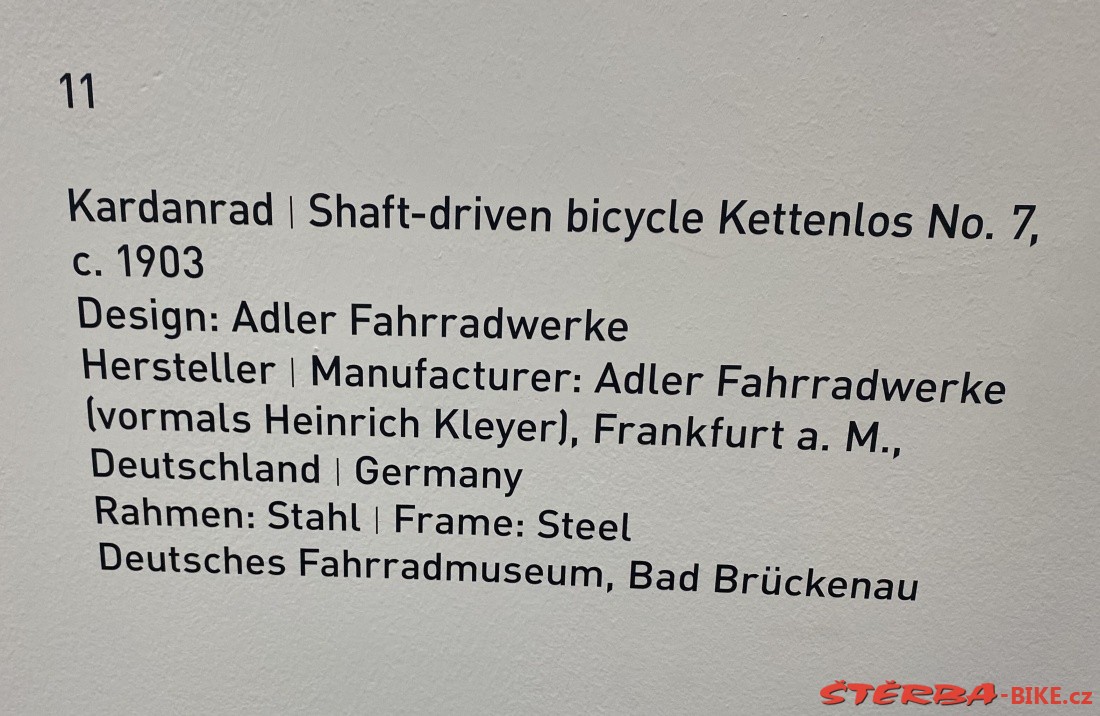 11
Kardanrad | Shaft-driven bicycle Kettenlos No. 7,
c. 1903
Design: Adler Fahrradwerke
Hersteller | Manufacturer: Adler Fahrradwerke
(vormals Heinrich Kleyer), Frankfurt a. M.,
Deutschland | Germany
Rahmen: Stahl | Frame: Steel
Deutsches Fahrradmuseum, Bad Brückenau
ŠTĚRBA-BIKE.cz